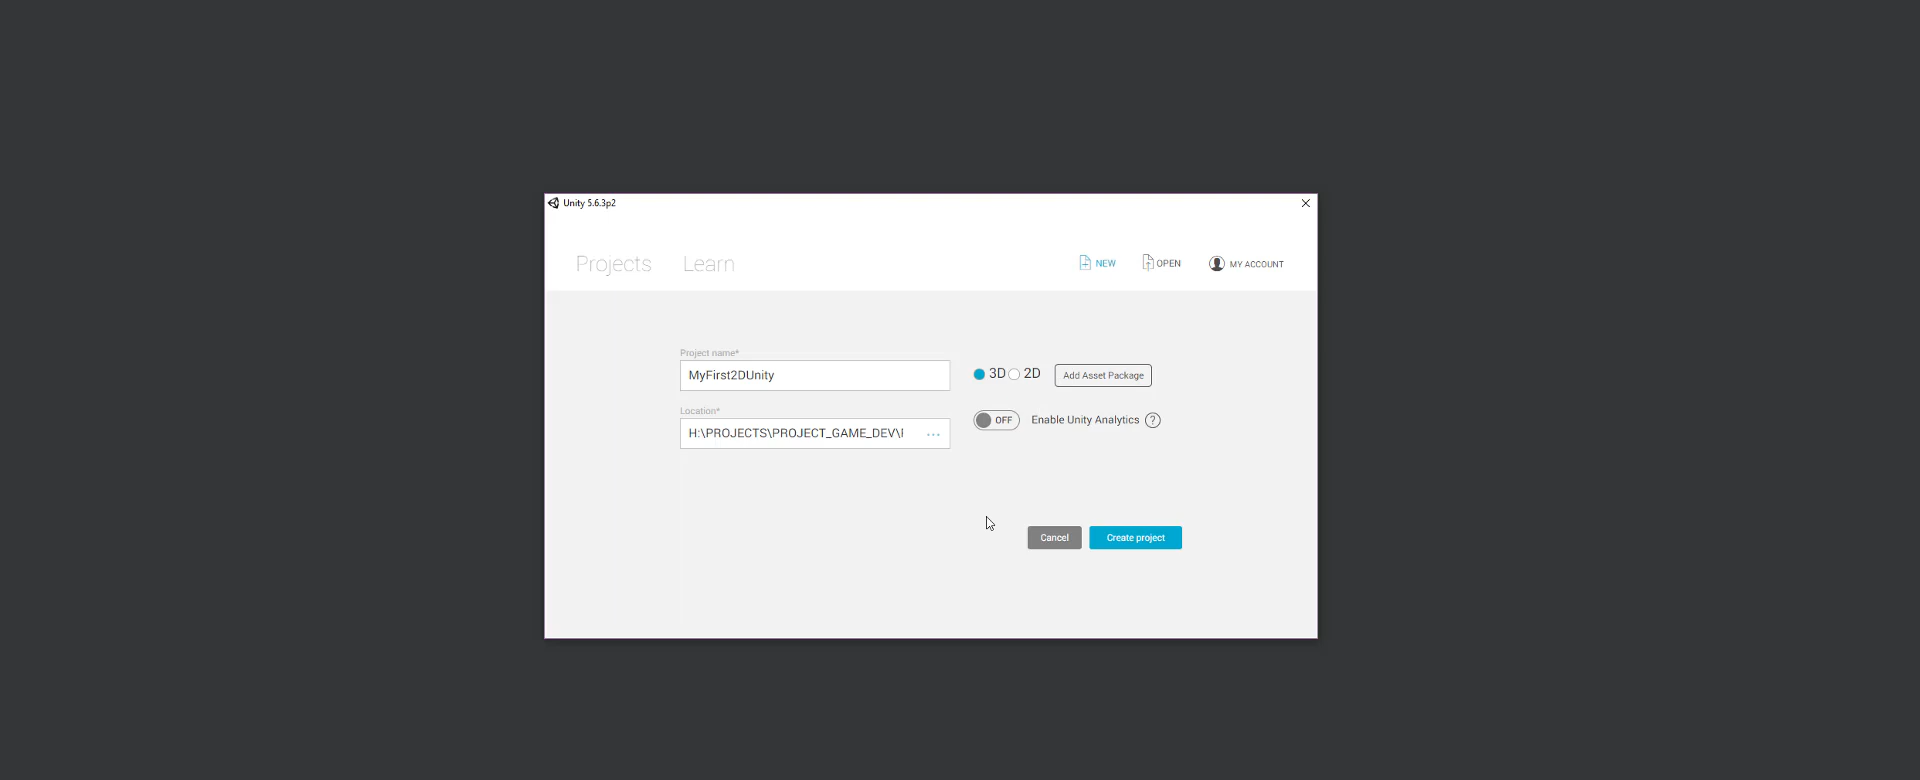 Unity 5.6.3p2
Projects Learn NEW OPEN MY ACCOUNT
Project name*
MyFirst2DUnity
3D 2D Add Asset Package
Location*
H:\PROJECTS\PROJECT_GAME_DEV\
OFF Enable Unity Analytics ?
Cancel Create project